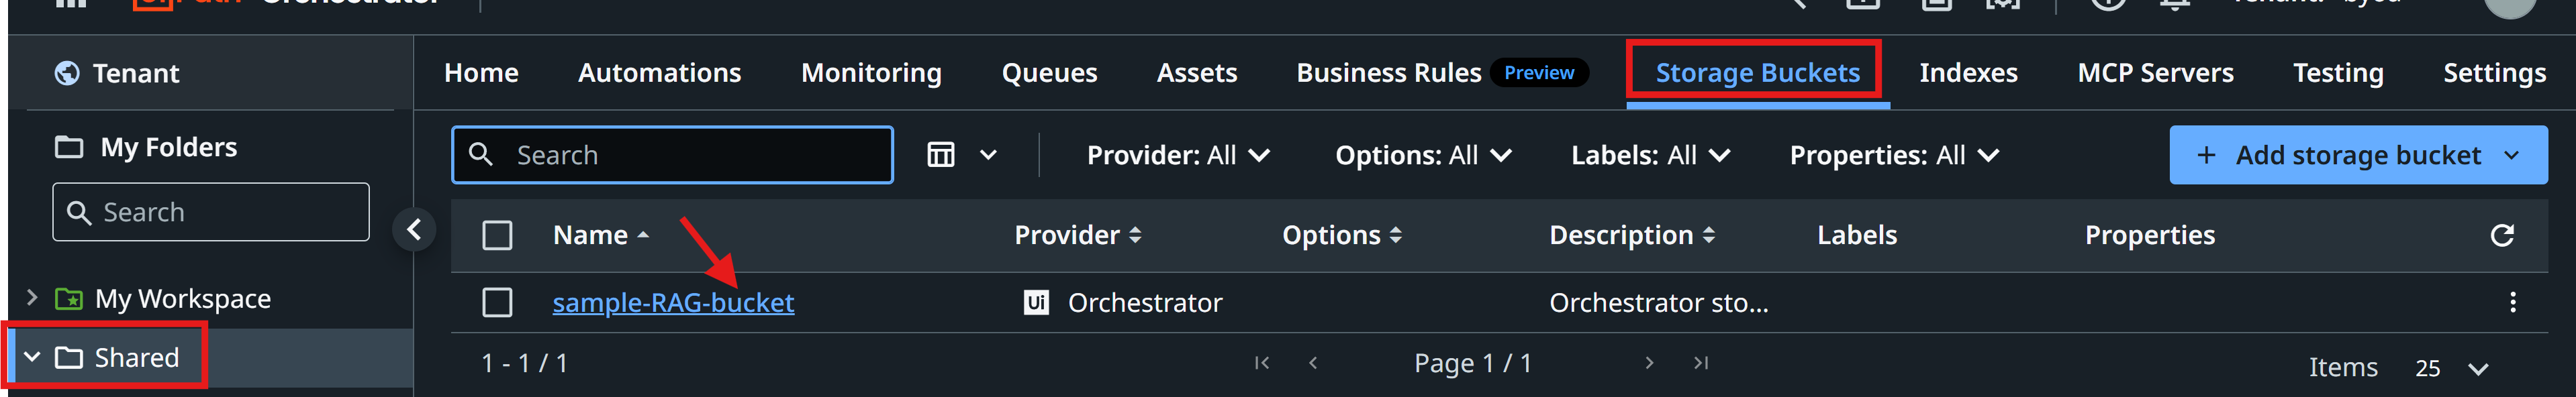 Tenant
Home Automations Monitoring Queues Assets Business Rules Preview Storage Buckets Indexes MCP Servers Testing Settings
My Folders
Search
Search
Provider: All Options: All Labels: All Properties: All
+ Add storage bucket
Name Provider Options Description Labels Properties
My Workspace
sample-RAG-bucket Ui Orchestrator Orchestrator sto...
Shared
1 - 1 / 1 Page 1 / 1 Items 25